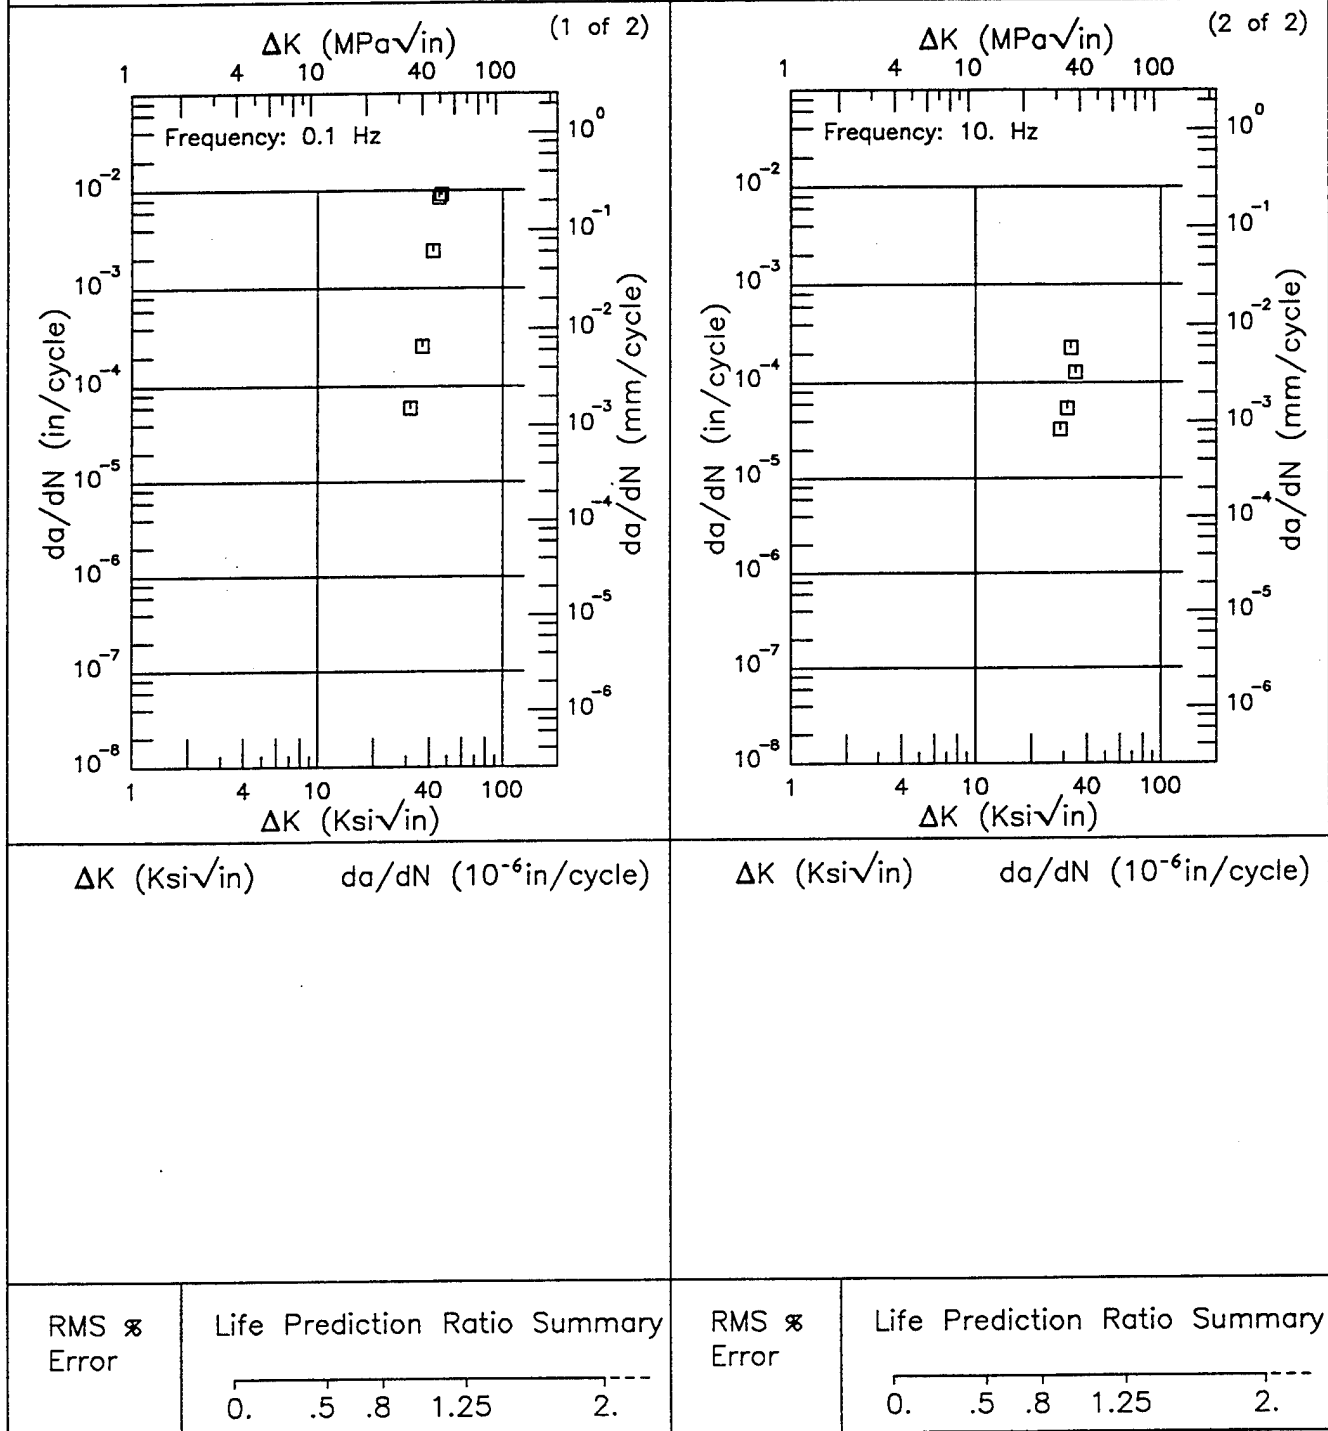 (1 of 2)
ΔK (MPa√in)
1 4 10 40 100
Frequency: 0.1 Hz
10⁰
10⁻²
10⁻¹
10⁻³
10⁻²
10⁻⁴
10⁻³
10⁻⁵
10⁻⁴
10⁻⁶
10⁻⁵
10⁻⁷
10⁻⁶
10⁻⁸
da/dN (in/cycle)
da/dN (mm/cycle)
1 4 10 40 100
ΔK (Ksi√in)
(2 of 2)
ΔK (MPa√in)
1 4 10 40 100
Frequency: 10. Hz
10⁰
10⁻²
10⁻¹
10⁻³
10⁻²
10⁻⁴
10⁻³
10⁻⁵
10⁻⁴
10⁻⁶
10⁻⁵
10⁻⁷
10⁻⁶
10⁻⁸
da/dN (in/cycle)
da/dN (mm/cycle)
1 4 10 40 100
ΔK (Ksi√in)
ΔK (Ksi√in) da/dN (10⁻⁶in/cycle)
ΔK (Ksi√in) da/dN (10⁻⁶in/cycle)
RMS %
Error
Life Prediction Ratio Summary
0. .5 .8 1.25 2.
RMS %
Error
Life Prediction Ratio Summary
0. .5 .8 1.25 2.